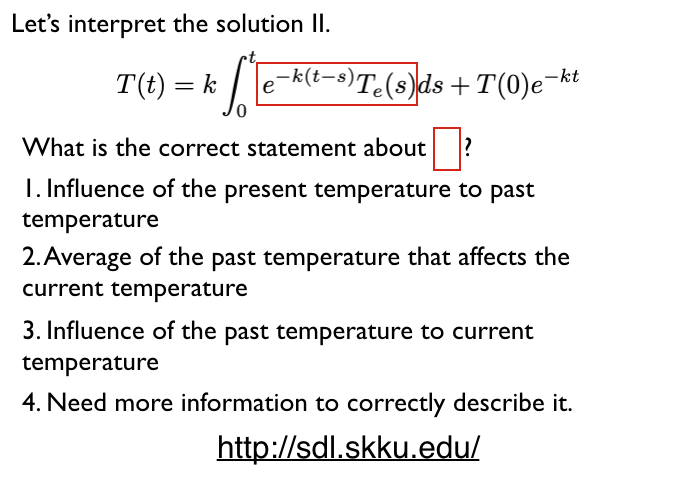 Let's interpret the solution II.
T(t) = k ∫₀ᵗ e^{-k(t-s)}Tₑ(s)ds + T(0)e^{-kt}
What is the correct statement about ?
1. Influence of the present temperature to past
temperature
2. Average of the past temperature that affects the
current temperature
3. Influence of the past temperature to current
temperature
4. Need more information to correctly describe it.
http://sdl.skku.edu/